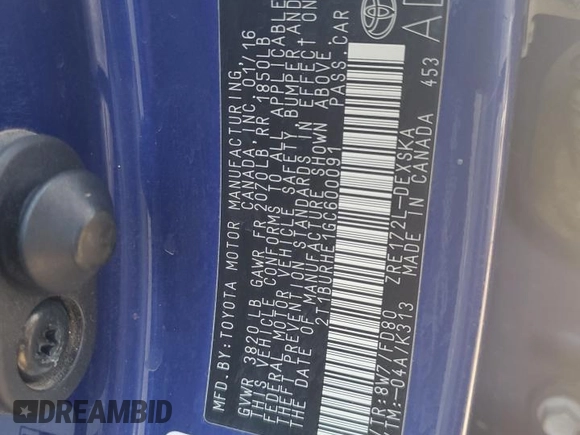 MFD. BY: TOYOTA MOTOR MANUFACTURING
CANADA, INC. 01/16
GVWR 3820LB GAWR FR 2070LB RR 1850LB
THIS VEHICLE CONFORMS TO ALL APPLICABLE
FEDERAL MOTOR VEHICLE SAFETY, BUMPER AND
THEFT PREVENTION STANDARDS IN EFFECT ON
THE DATE OF MANUFACTURE SHOWN ABOVE.
2T1BURHE1GC600091 PASS. CAR
/TR: 8W7/FD80 ZRE172L-DEXSKA
/TM: -04A/K313 MADE IN CANADA 453
DREAMBID